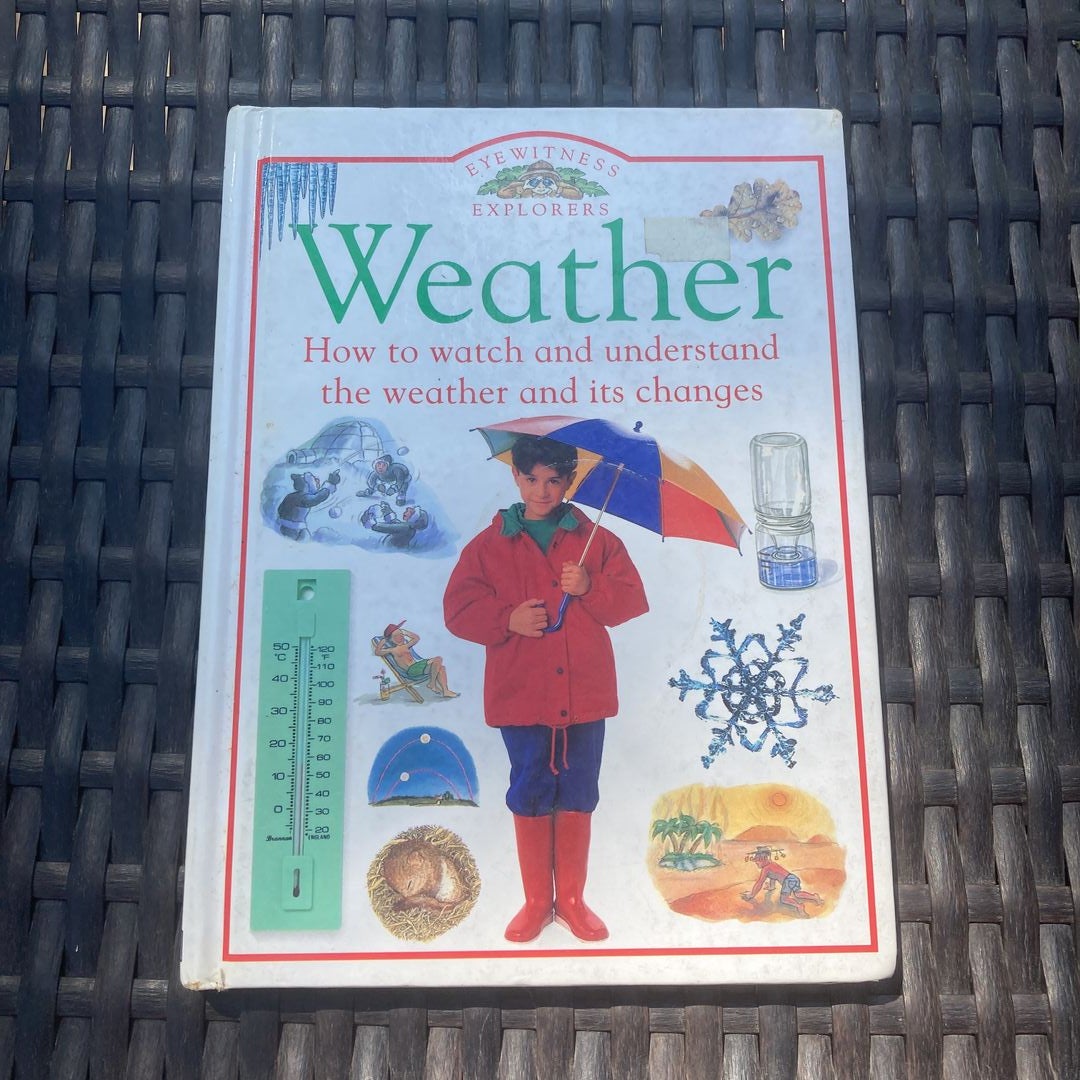 EYEWITNESS
EXPLORERS
Weather
How to watch and understand
the weather and its changes
50 120
°C °F
110
40 100
90
30 80
70
20 60
50
10 40
0 30
20
Brannan ENGLAND